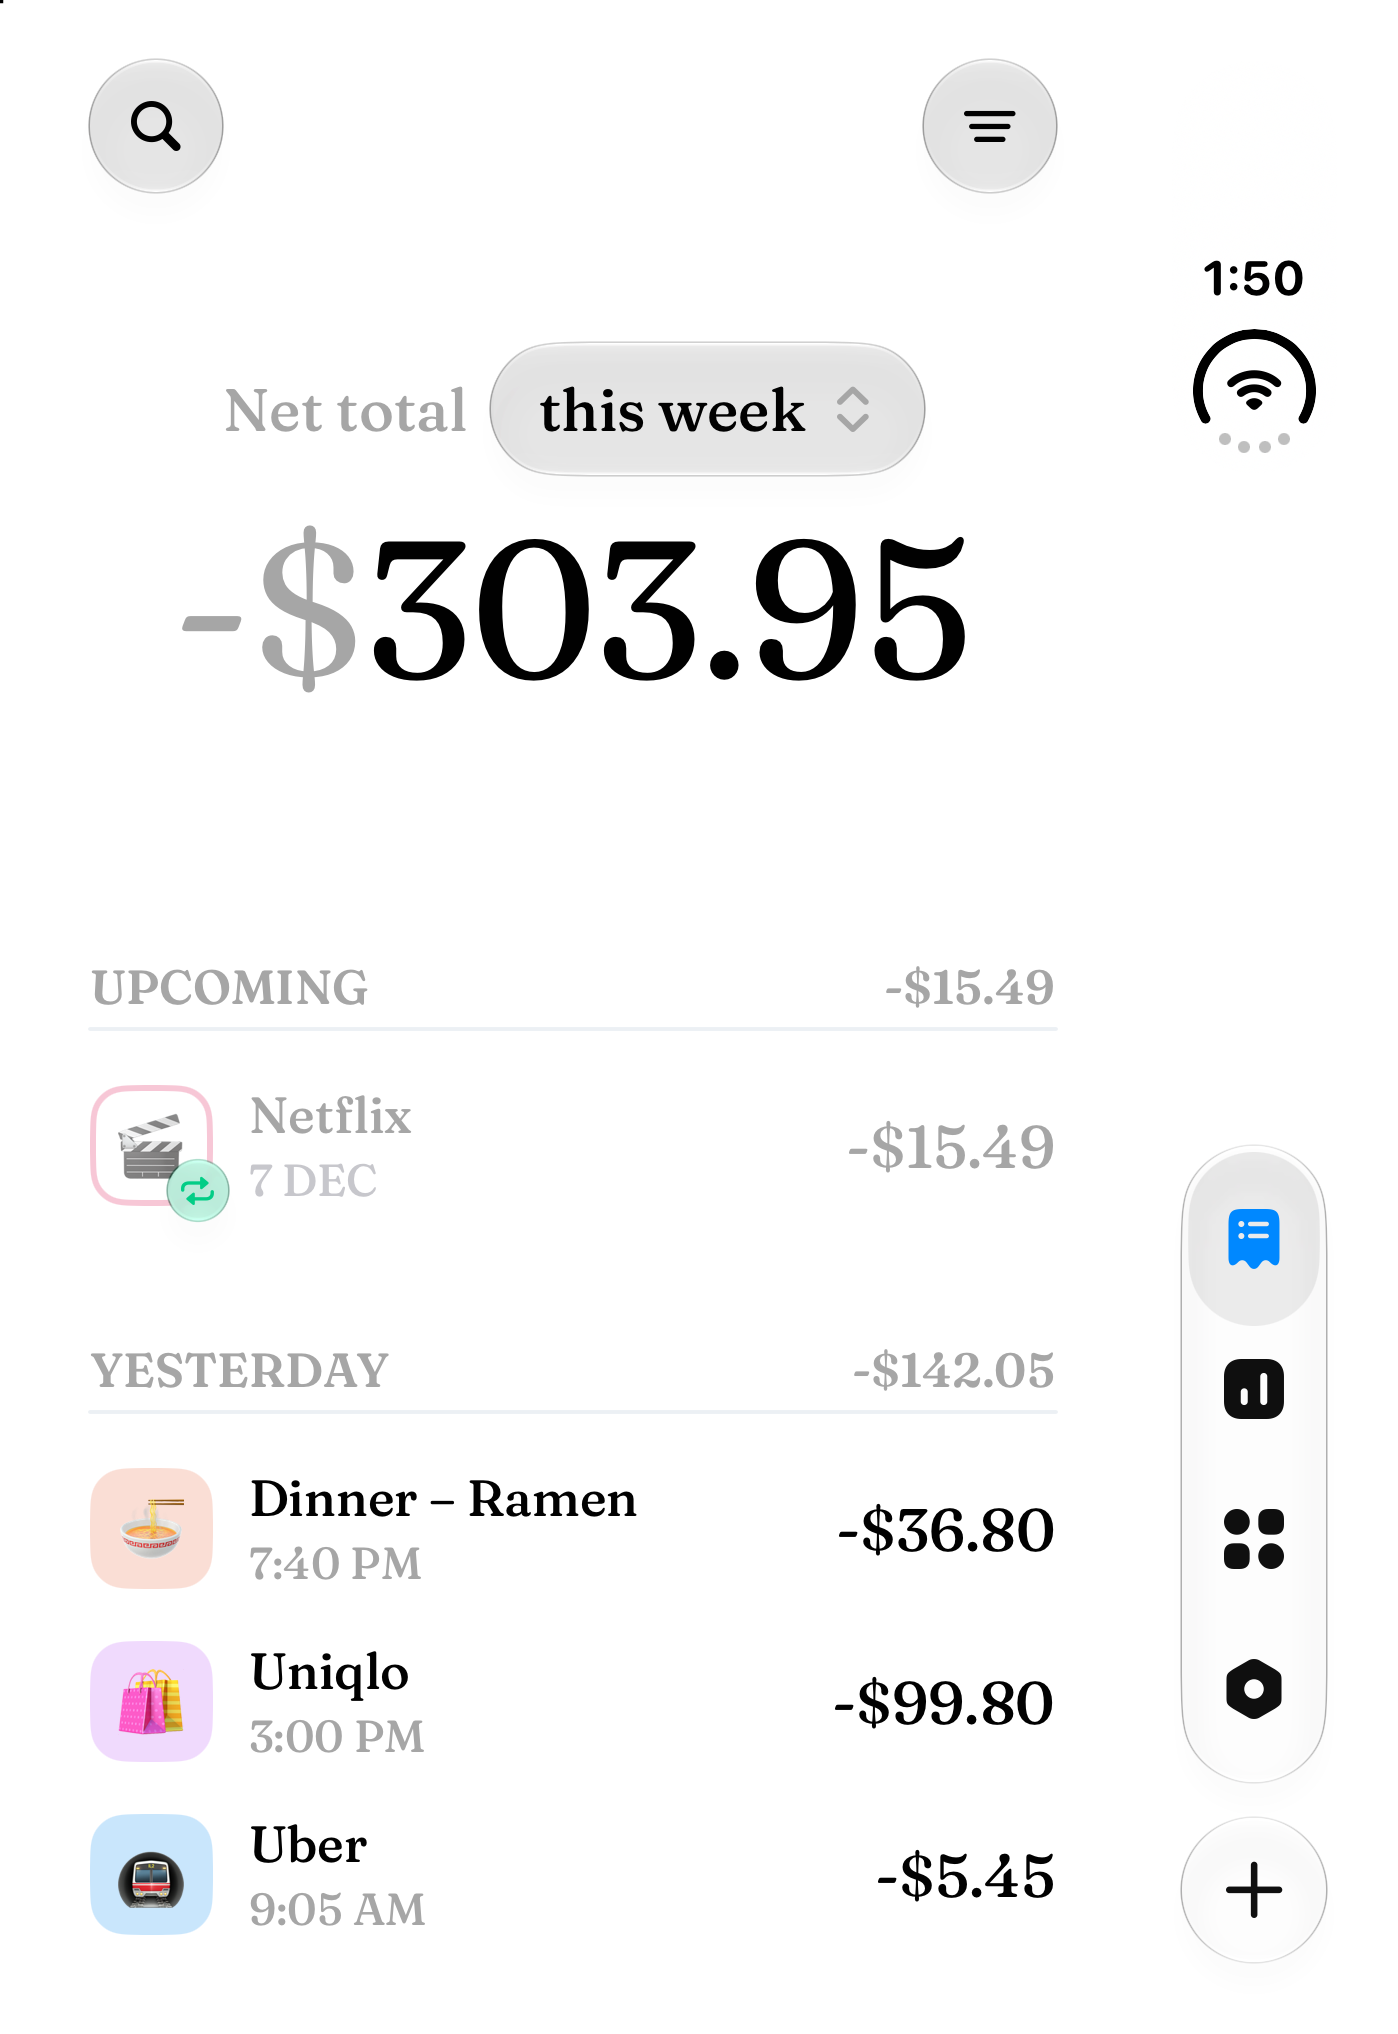 1:50
Net total this week
-$303.95
UPCOMING -$15.49
Netflix -$15.49
7 DEC
YESTERDAY -$142.05
Dinner – Ramen -$36.80
7:40 PM
Uniqlo -$99.80
3:00 PM
Uber -$5.45
9:05 AM